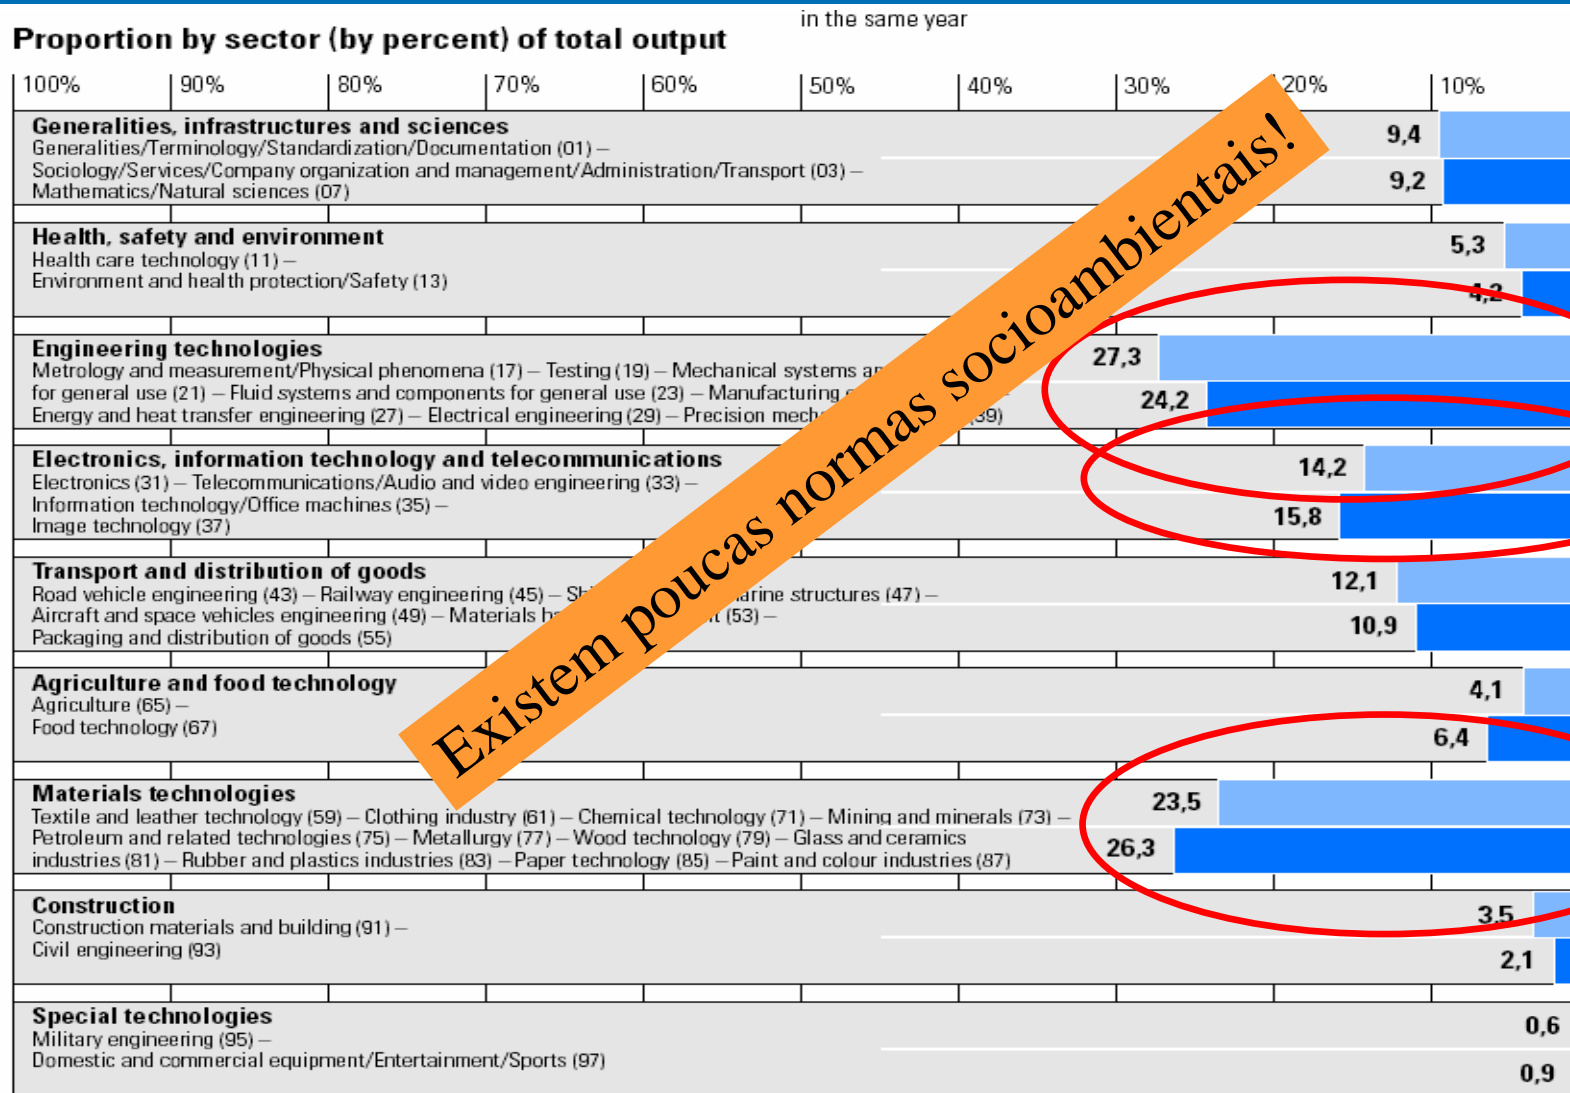 in the same year
Proportion by sector (by percent) of total output
100% 90% 80% 70% 60% 50% 40% 30% 20% 10%
Generalities, infrastructures and sciences
Generalities/Terminology/Standardization/Documentation (01) –
Sociology/Services/Company organization and management/Administration/Transport (03) –
Mathematics/Natural sciences (07)
9,4
9,2
Health, safety and environment
Health care technology (11) –
Environment and health protection/Safety (13)
5,3
4,2
Engineering technologies
Metrology and measurement/Physical phenomena (17) – Testing (19) – Mechanical systems
for general use (21) – Fluid systems and components for general use (23) – Manufacturing
Energy and heat transfer engineering (27) – Electrical engineering (29) – Precision (39)
27,3
24,2
Electronics, information technology and telecommunications
Electronics (31) – Telecommunications/Audio and video engineering (33) –
Information technology/Office machines (35) –
Image technology (37)
14,2
15,8
Transport and distribution of goods
Road vehicle engineering (43) – Railway engineering (45) – structures (47) –
Aircraft and space vehicles engineering (49) – Materials (53) –
Packaging and distribution of goods (55)
12,1
10,9
Agriculture and food technology
Agriculture (65) –
Food technology (67)
4,1
6,4
Materials technologies
Textile and leather technology (59) – Clothing industry (61) – Chemical technology (71) – Mining and minerals (73) –
Petroleum and related technologies (75) – Metallurgy (77) – Wood technology (79) – Glass and ceramics
industries (81) – Rubber and plastics industries (83) – Paper technology (85) – Paint and colour industries (87)
23,5
26,3
Construction
Construction materials and building (91) –
Civil engineering (93)
3,5
2,1
Special technologies
Military engineering (95) –
Domestic and commercial equipment/Entertainment/Sports (97)
0,6
0,9
Existem poucas normas socioambientais!